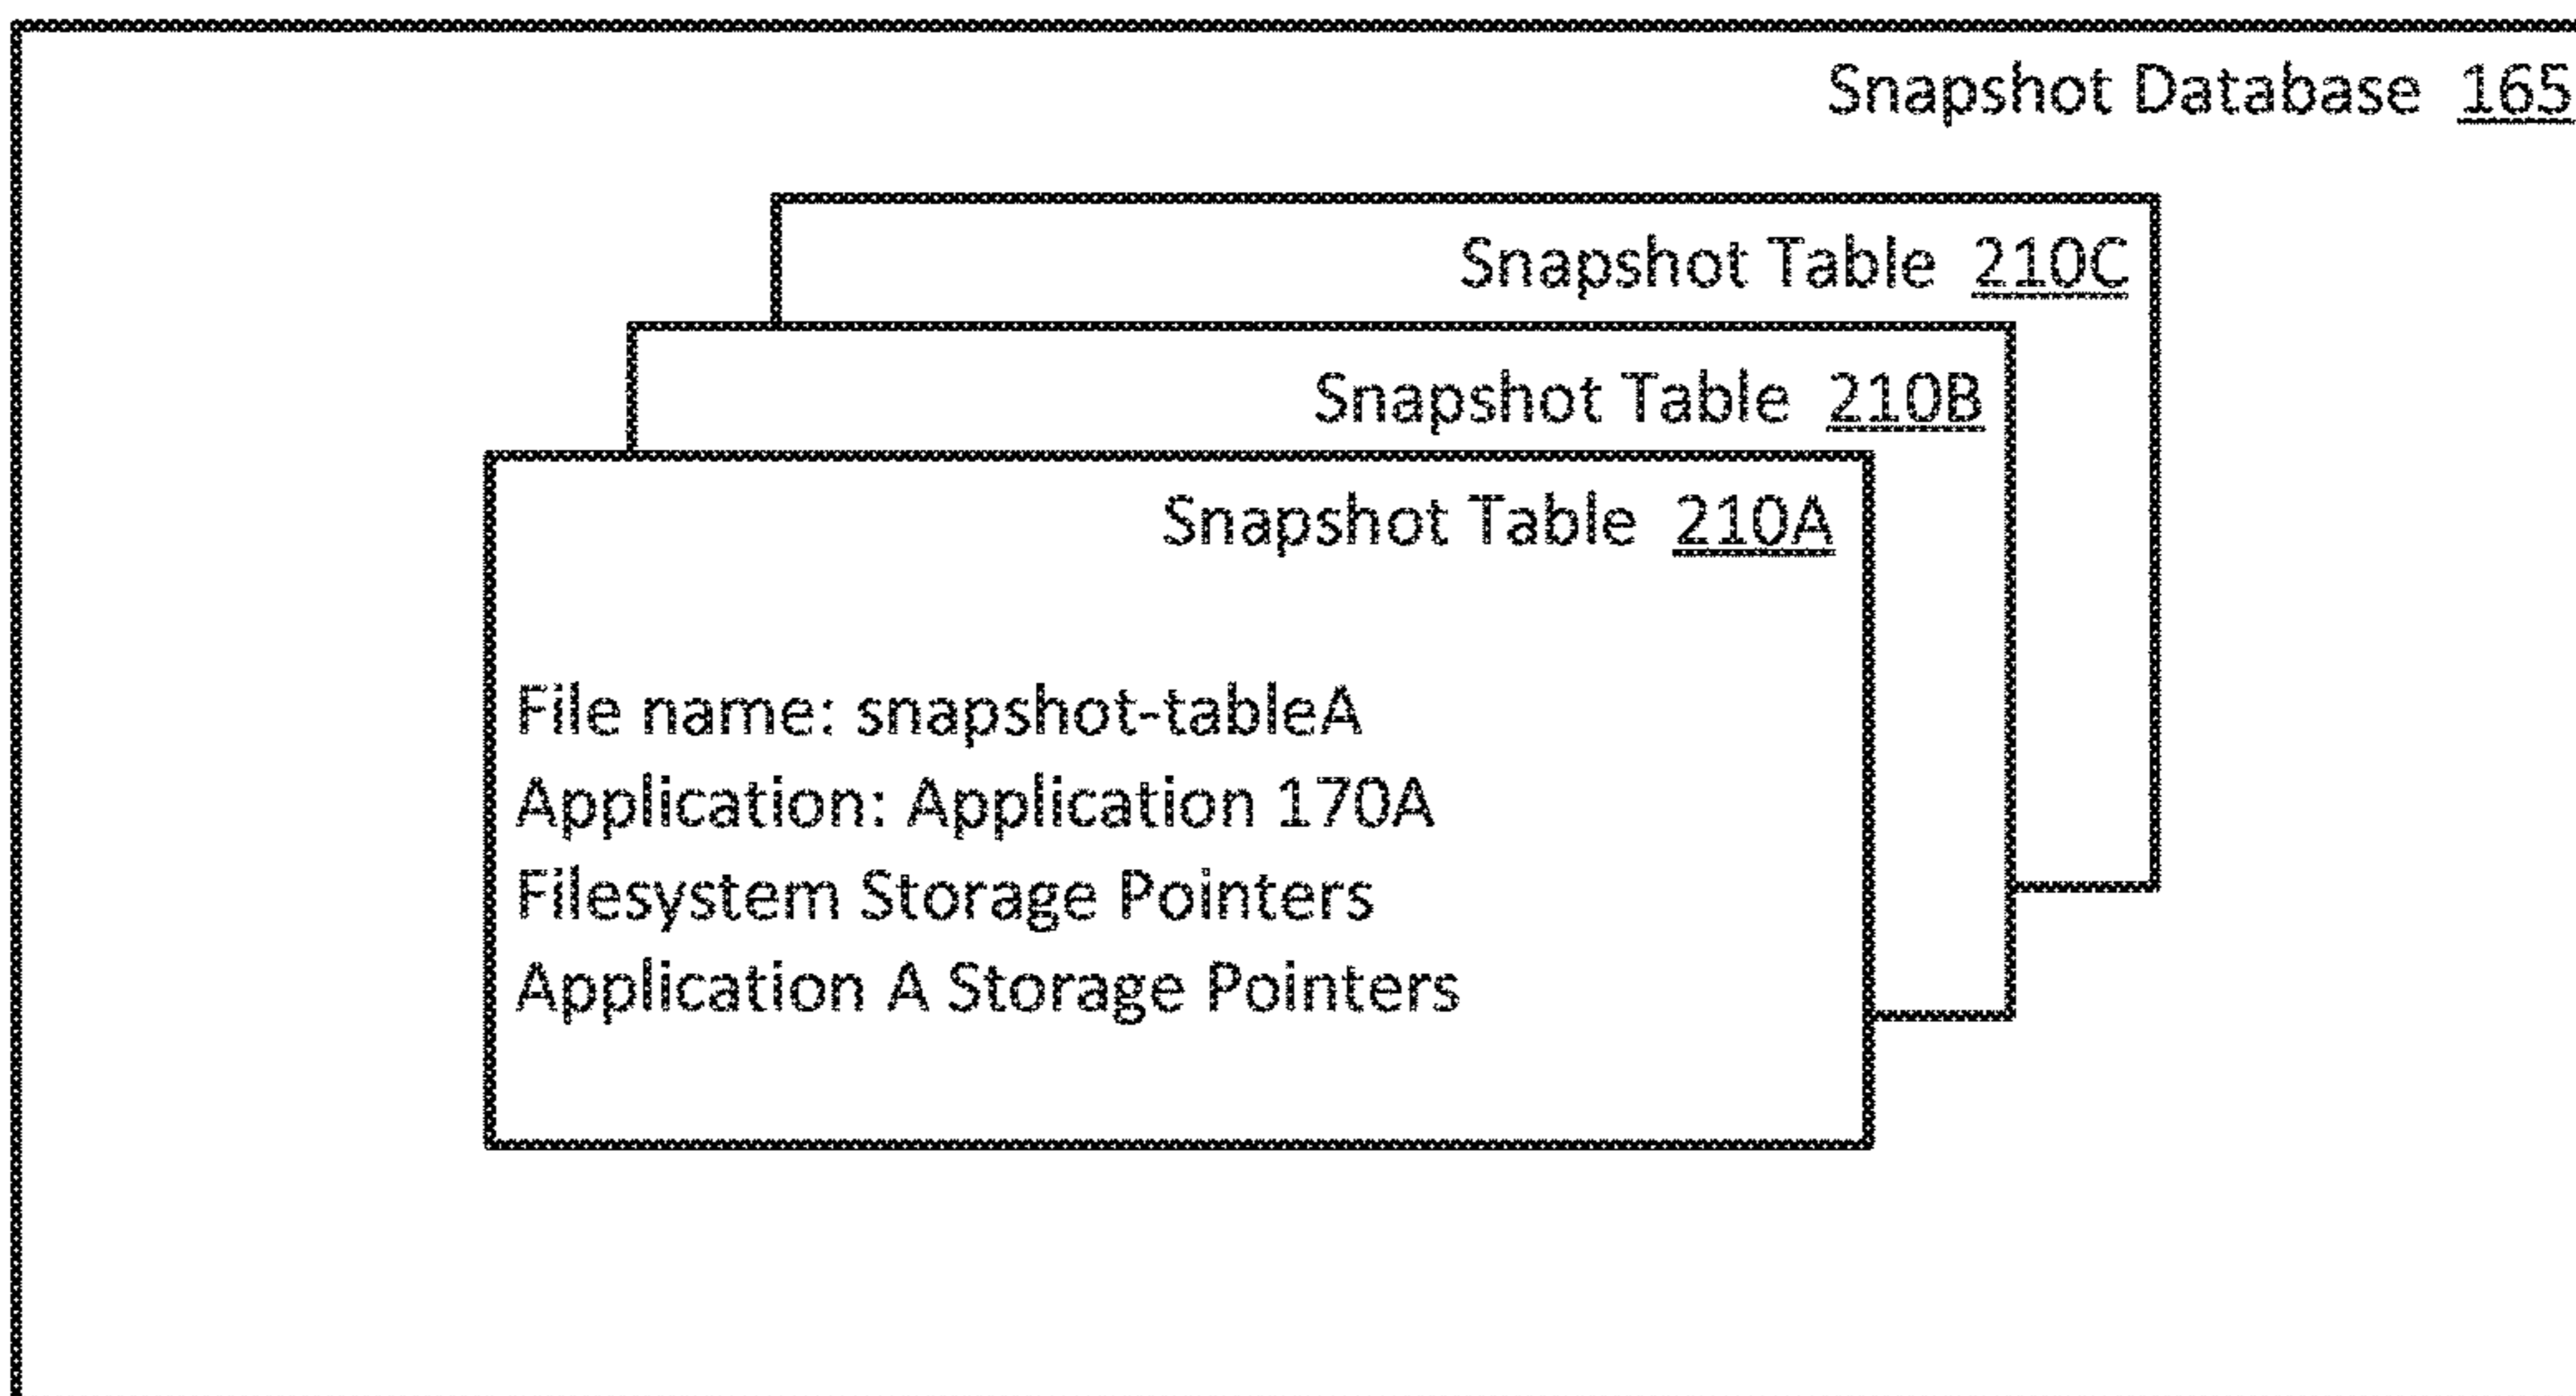 Snapshot Database 165
Snapshot Table 210C
Snapshot Table 210B
Snapshot Table 210A
File name: snapshot-tableA
Application: Application 170A
Filesystem Storage Pointers
Application A Storage Pointers